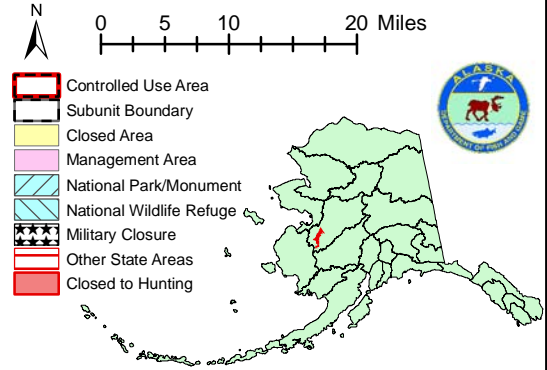 N
0 5 10 20 Miles
Controlled Use Area
Subunit Boundary
Closed Area
Management Area
National Park/Monument
National Wildlife Refuge
Military Closure
Other State Areas
Closed to Hunting
ALASKA
DEPARTMENT OF FISH AND GAME